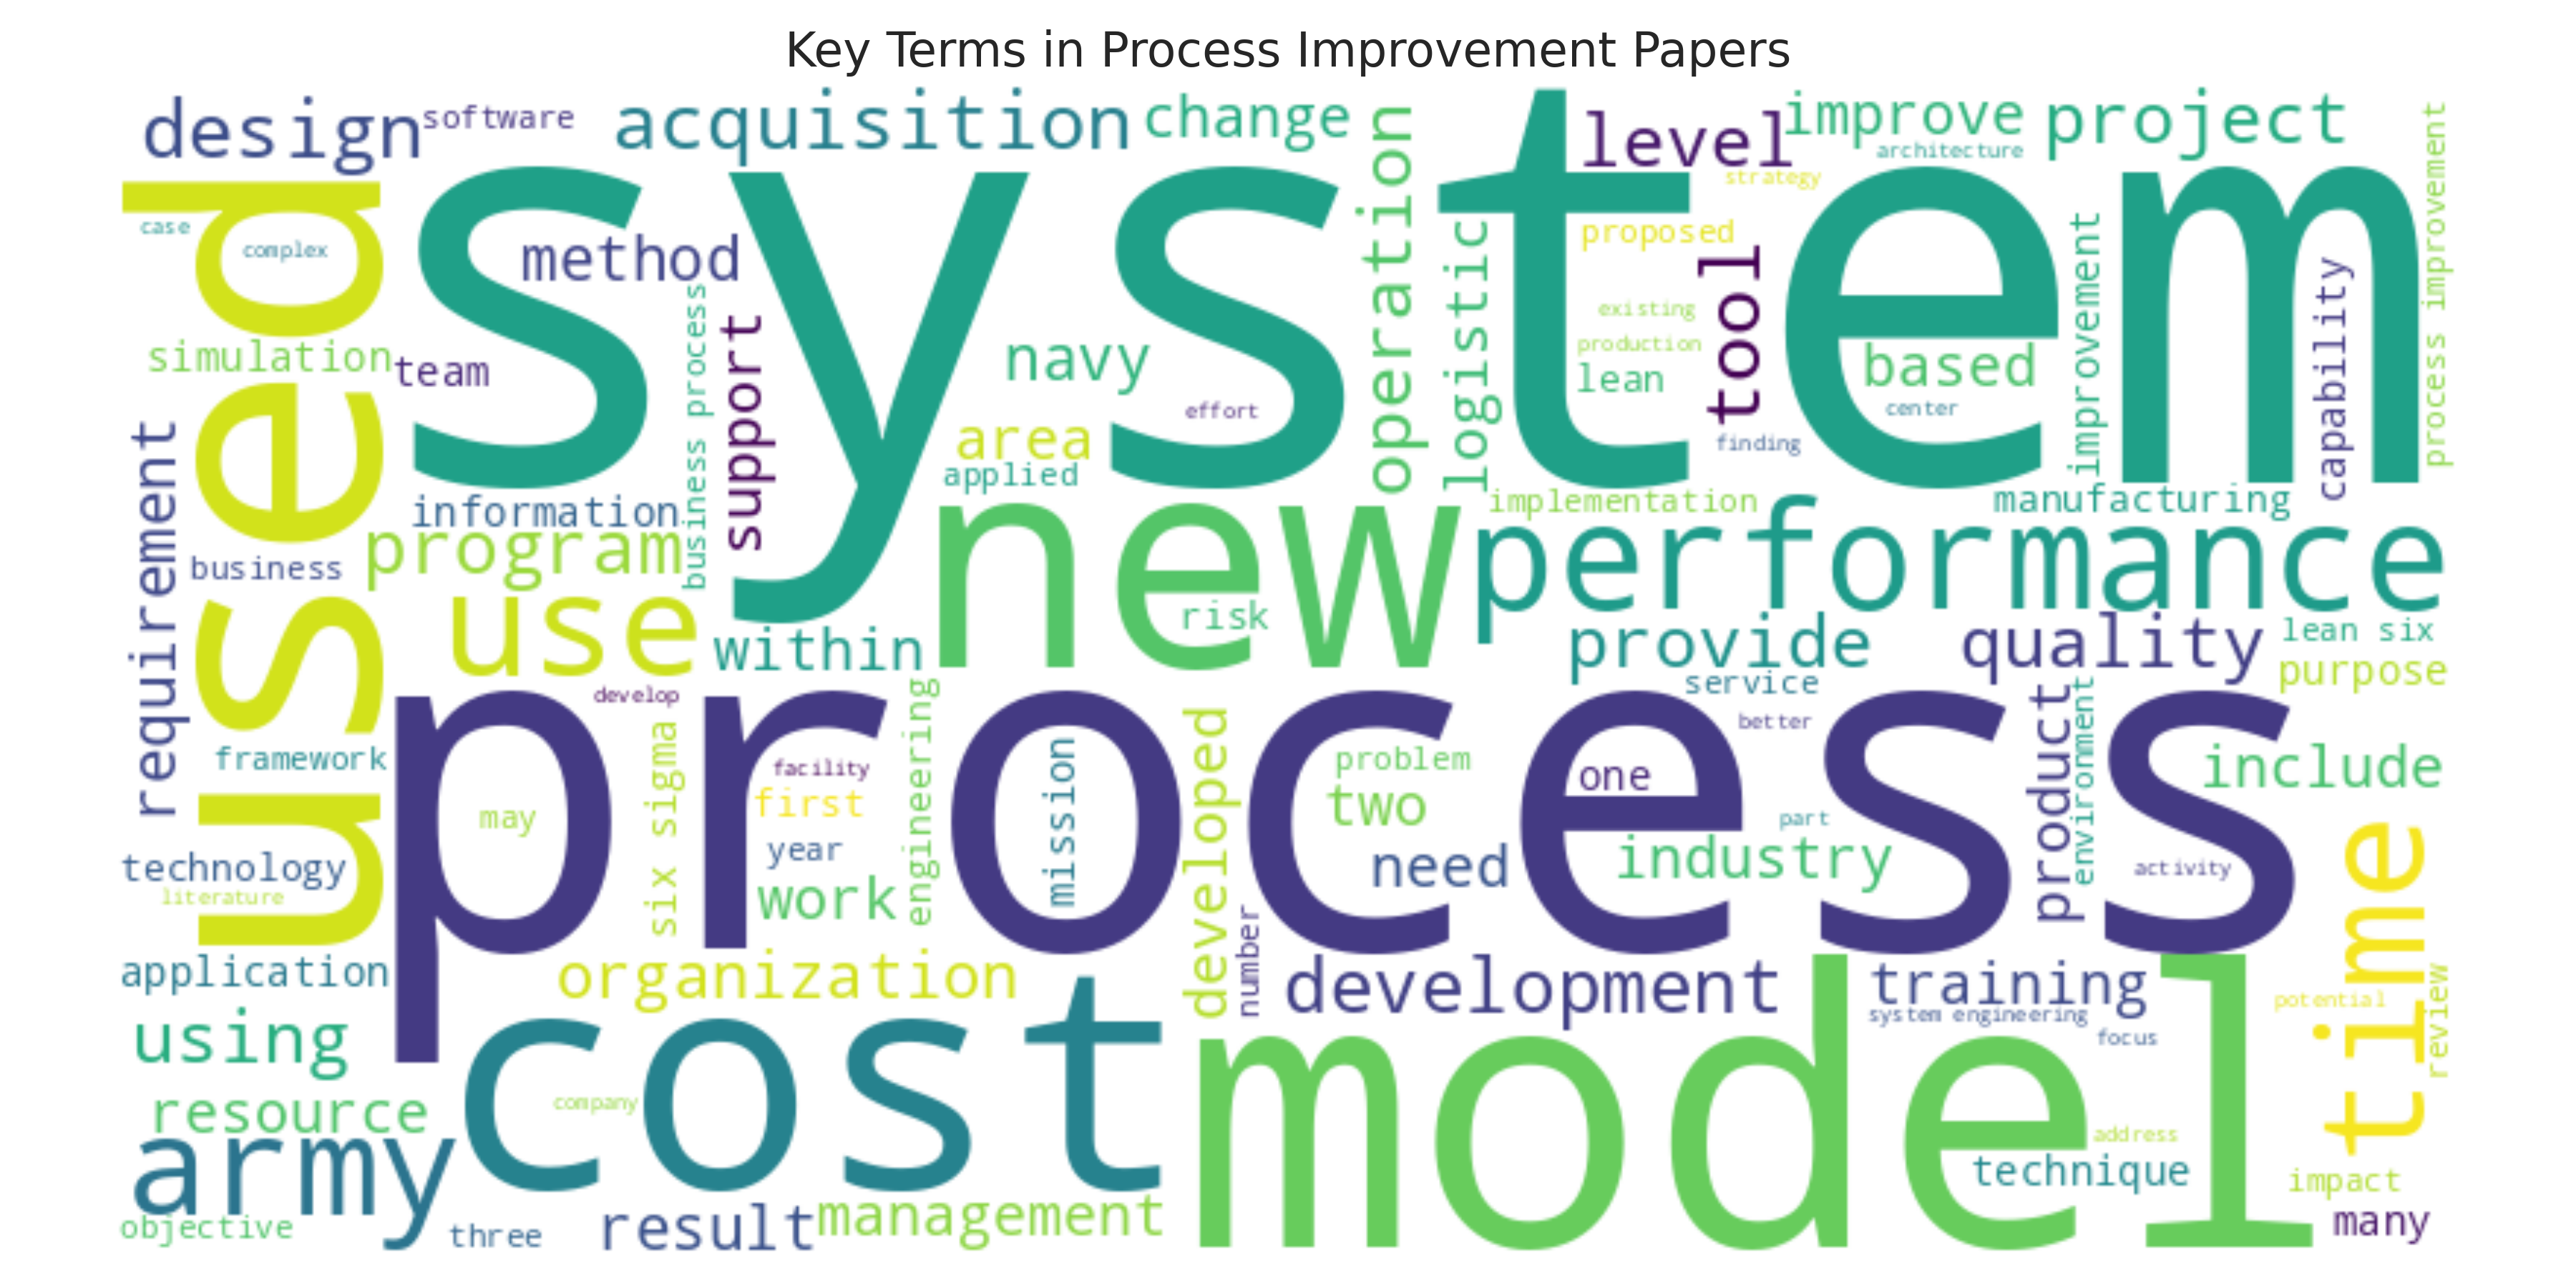 Key Terms in Process Improvement Papers
design
software
acquisition
change
operation
system
level
improve
architecture
strategy
project
process improvement
used
case
complex
method
business process
support
navy
effort
area
applied
logistic
proposed
tool
existing
production
lean
finding
based
center
improvement
capability
simulation
team
requirement
information
program
business
use
within
new
risk
implementation
manufacturing
performance
provide
service
quality
lean six
purpose
develop
process
framework
may
six sigma
facility
first
year
work
engineering
mission
developed
number
problem
two
need
one
better
part
industry
product
environment
activity
include
technology
literature
application
organization
development
training
system engineering
focus
potential
time
review
using
resource
cost
company
model
address
technique
impact
many
army
objective
three
result
management